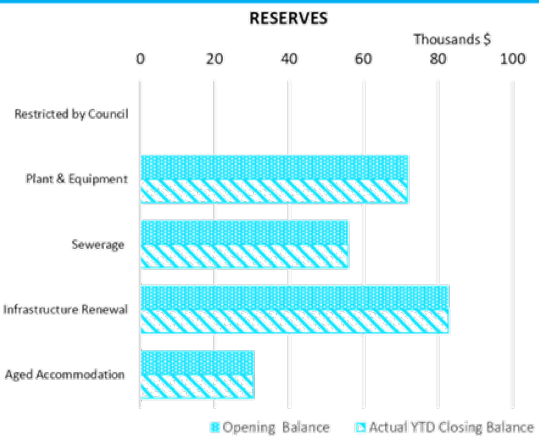 RESERVES
Thousands $
0 20 40 60 80 100
Restricted by Council
Plant & Equipment
Sewerage
Infrastructure Renewal
Aged Accommodation
Opening Balance Actual YTD Closing Balance